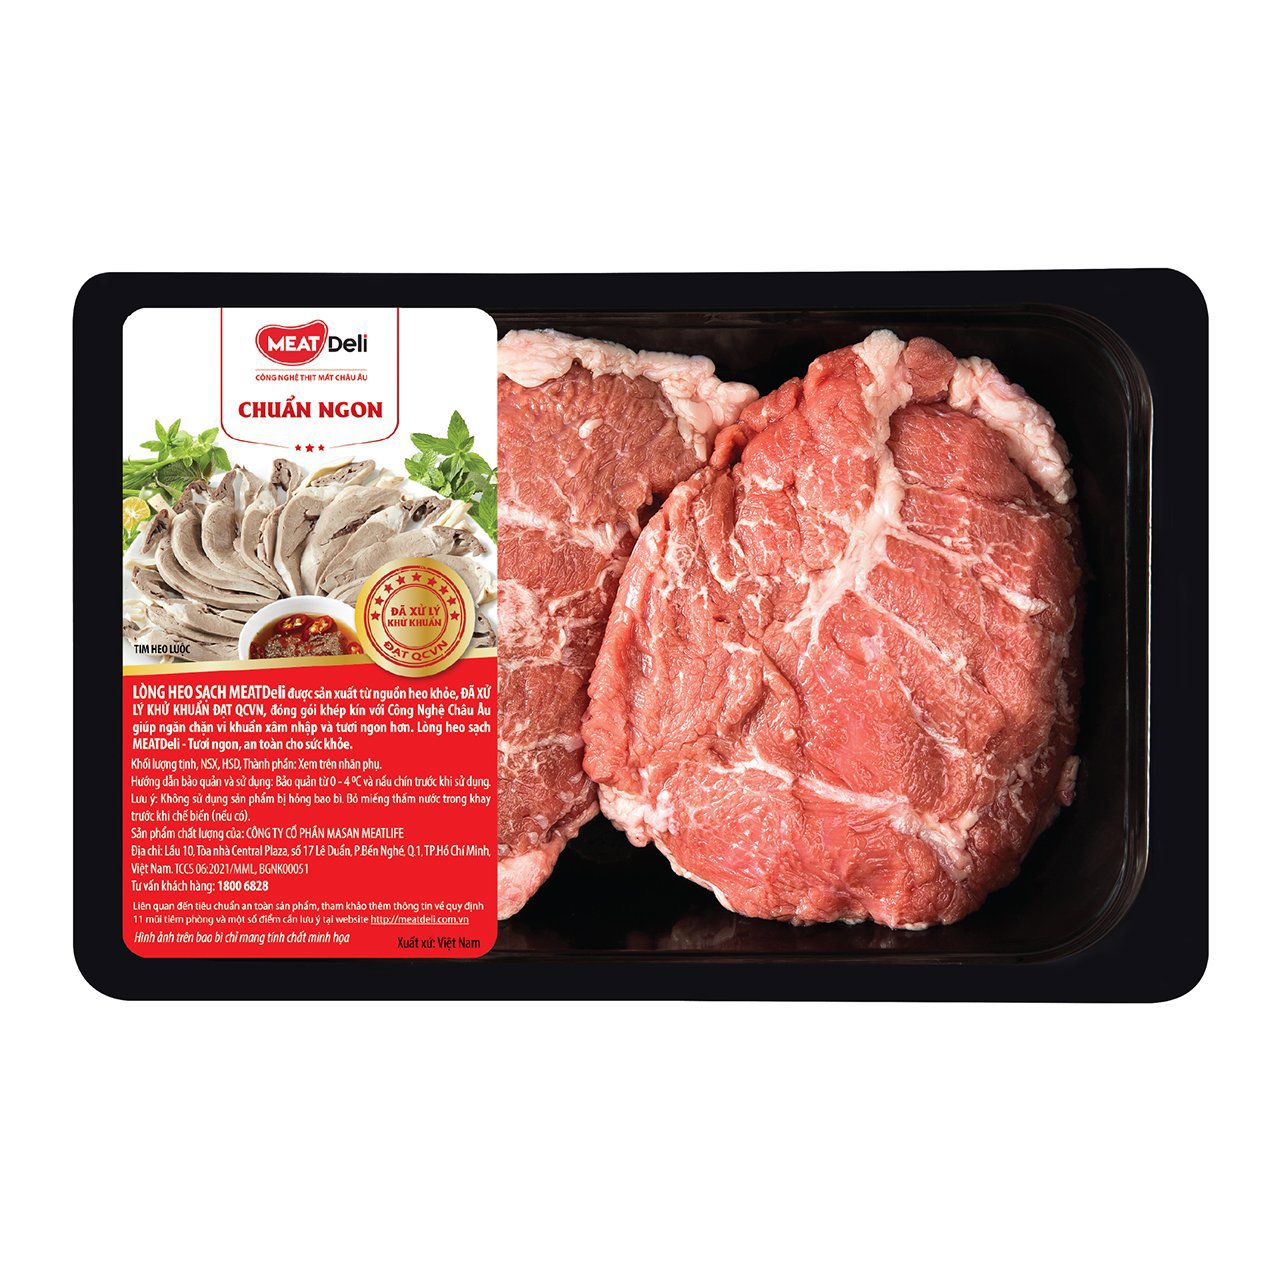 MEAT Deli
CÔNG NGHỆ THỊT MÁT CHÂU ÂU
CHUẨN NGON
ĐÃ XỬ LÝ
KHỬ KHUẨN
ĐẠT QCVN
TIM HEO LUỘC
LÒNG HEO SẠCH MEATDeli được sản xuất từ nguồn heo khỏe, ĐÃ XỬ
LÝ KHỬ KHUẨN ĐẠT QCVN, đóng gói khép kín với Công Nghệ Châu Âu
giúp ngăn chặn vi khuẩn xâm nhập và tươi ngon hơn. Lòng heo sạch
MEATDeli - Tươi ngon, an toàn cho sức khỏe.
Khối lượng tịnh, NSX, HSD, Thành phần: Xem trên nhãn phụ.
Hướng dẫn bảo quản và sử dụng: Bảo quản từ 0 - 4 ºC và nấu chín trước khi sử dụng.
Lưu ý: Không sử dụng sản phẩm bị hỏng bao bì. Bỏ miếng thấm nước trong khay
trước khi chế biến (nếu có).
Sản phẩm chất lượng của: CÔNG TY CỔ PHẦN MASAN MEATLIFE
Địa chỉ: Lầu 10, Tòa nhà Central Plaza, số 17 Lê Duẩn, P.Bến Nghé, Q.1, TP.Hồ Chí Minh,
Việt Nam. TCCS 06:2021/MML, BGNK00051
Tư vấn khách hàng: 1800 6828
Liên quan đến tiêu chuẩn an toàn sản phẩm, tham khảo thêm thông tin về quy định
11 mũi tiêm phòng và một số điểm cần lưu ý tại website http://meatdeli.com.vn
Hình ảnh trên bao bì chỉ mang tính chất minh họa
Xuất xứ: Việt Nam